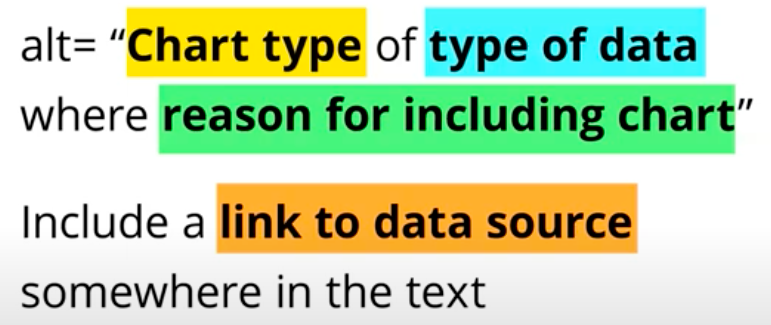 alt= “Chart type of type of data
where reason for including chart”
Include a link to data source
somewhere in the text